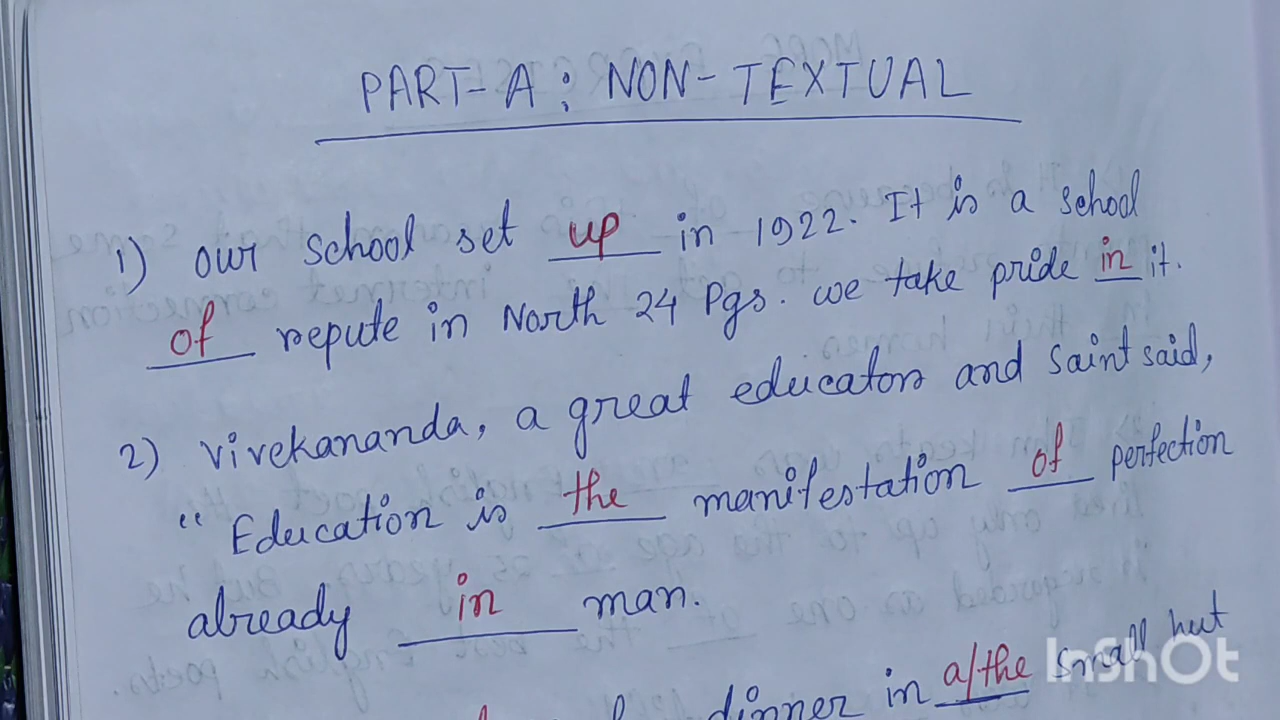 PART-A : NON-TEXTUAL
1) our school set up in 1922. It is a school
of repute in North 24 Pgs. we take pride in it.
2) Vivekananda, a great educator and saint said,
"Education is the manifestation of perfection
already in man.
dinner in a/the small hut
InShOt